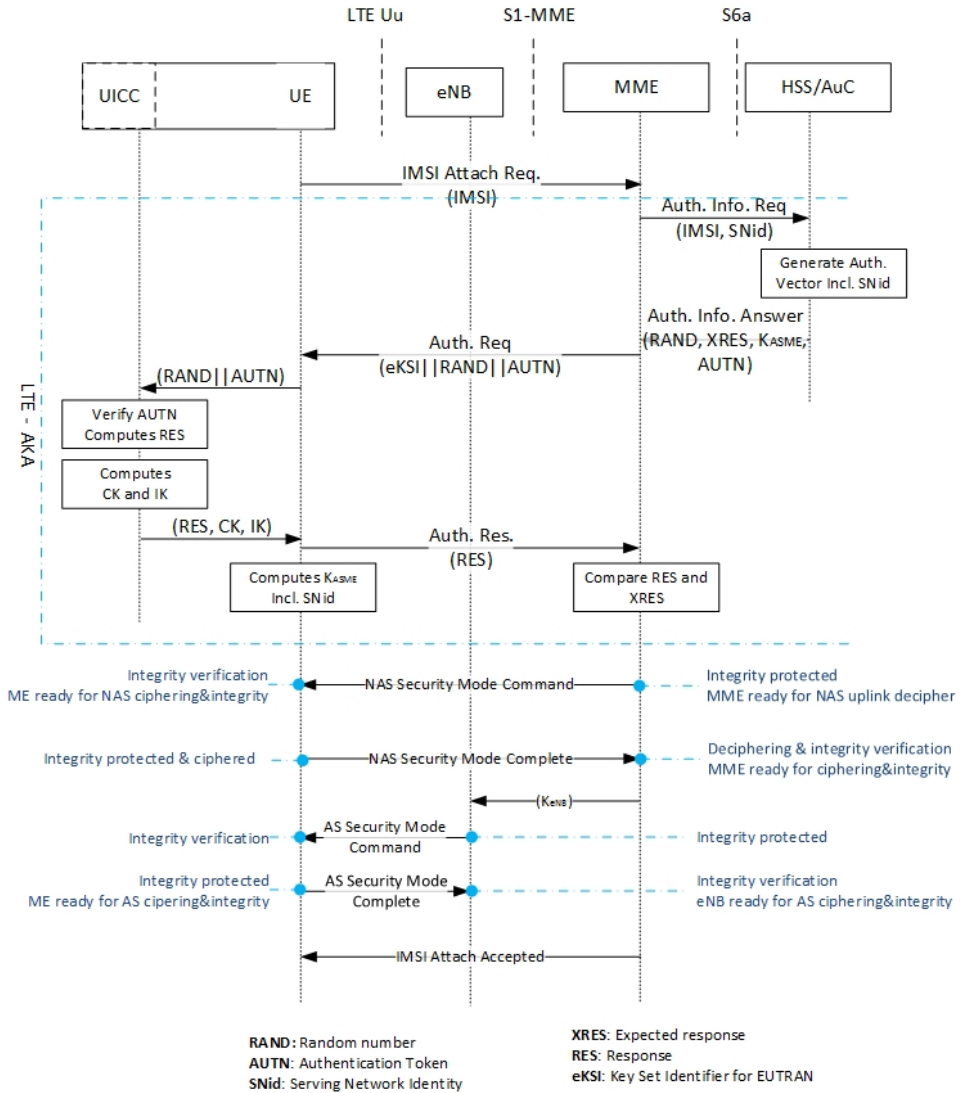 LTE Uu
S1-MME
S6a
UICC
UE
eNB
MME
HSS/AuC
IMSI Attach Req.
(IMSI)
Auth. Info. Req
(IMSI, SNid)
Generate Auth.
Vector Incl. SNid
Auth. Info. Answer
(RAND, XRES, KASME,
AUTN)
Auth. Req
(eKSI||RAND||AUTN)
(RAND||AUTN)
LTE - AKA
Verify AUTN
Computes RES
Computes
CK and IK
(RES, CK, IK)
Auth. Res.
(RES)
Computes KASME
Incl. SNid
Compare RES and
XRES
Integrity verification
ME ready for NAS ciphering&integrity
NAS Security Mode Command
Integrity protected
MME ready for NAS uplink decipher
Integrity protected & ciphered
NAS Security Mode Complete
Deciphering & integrity verification
MME ready for ciphering&integrity
(KeNB)
Integrity verification
AS Security Mode
Command
Integrity protected
Integrity protected
ME ready for AS cipering&integrity
AS Security Mode
Complete
Integrity verification
eNB ready for AS ciphering&integrity
IMSI Attach Accepted
RAND: Random number
AUTN: Authentication Token
SNid: Serving Network Identity
XRES: Expected response
RES: Response
eKSI: Key Set Identifier for EUTRAN